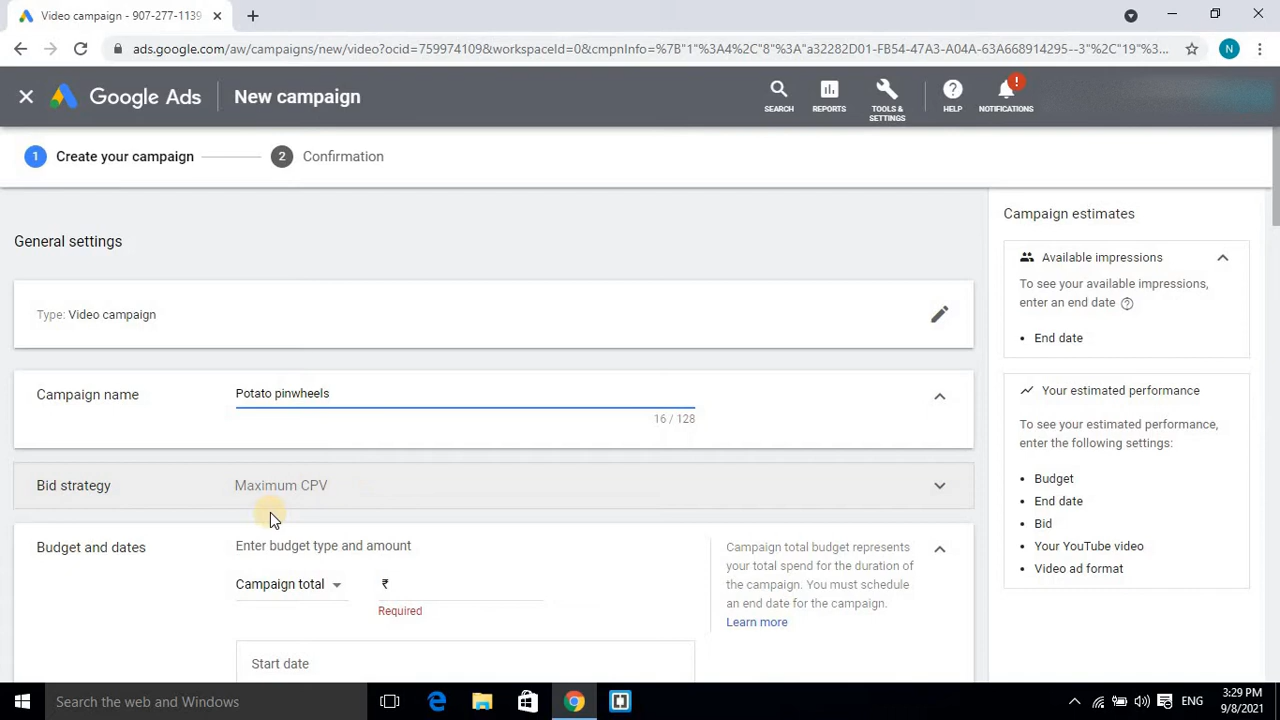 Video campaign - 907-277-1139
ads.google.com/aw/campaigns/new/video?ocid=759974109&workspaceId=0&cmpnInfo=%7B"1"%3A4%2C"8"%3A"a32282D01-FB54-47A3-A04A-63A668914295--3"%2C"19"%3...
N
Google Ads
New campaign
SEARCH
REPORTS
TOOLS &
SETTINGS
HELP
NOTIFICATIONS
!
1 Create your campaign
2 Confirmation
General settings
Type: Video campaign
Campaign name
Potato pinwheels
16 / 128
Bid strategy
Maximum CPV
Budget and dates
Enter budget type and amount
Campaign total
₹
Required
Start date
Campaign total budget represents
your total spend for the duration of
the campaign. You must schedule
an end date for the campaign.
Learn more
Campaign estimates
Available impressions
To see your available impressions,
enter an end date
• End date
Your estimated performance
To see your estimated performance,
enter the following settings:
• Budget
• End date
• Bid
• Your YouTube video
• Video ad format
Search the web and Windows
ENG
3:29 PM
9/8/2021